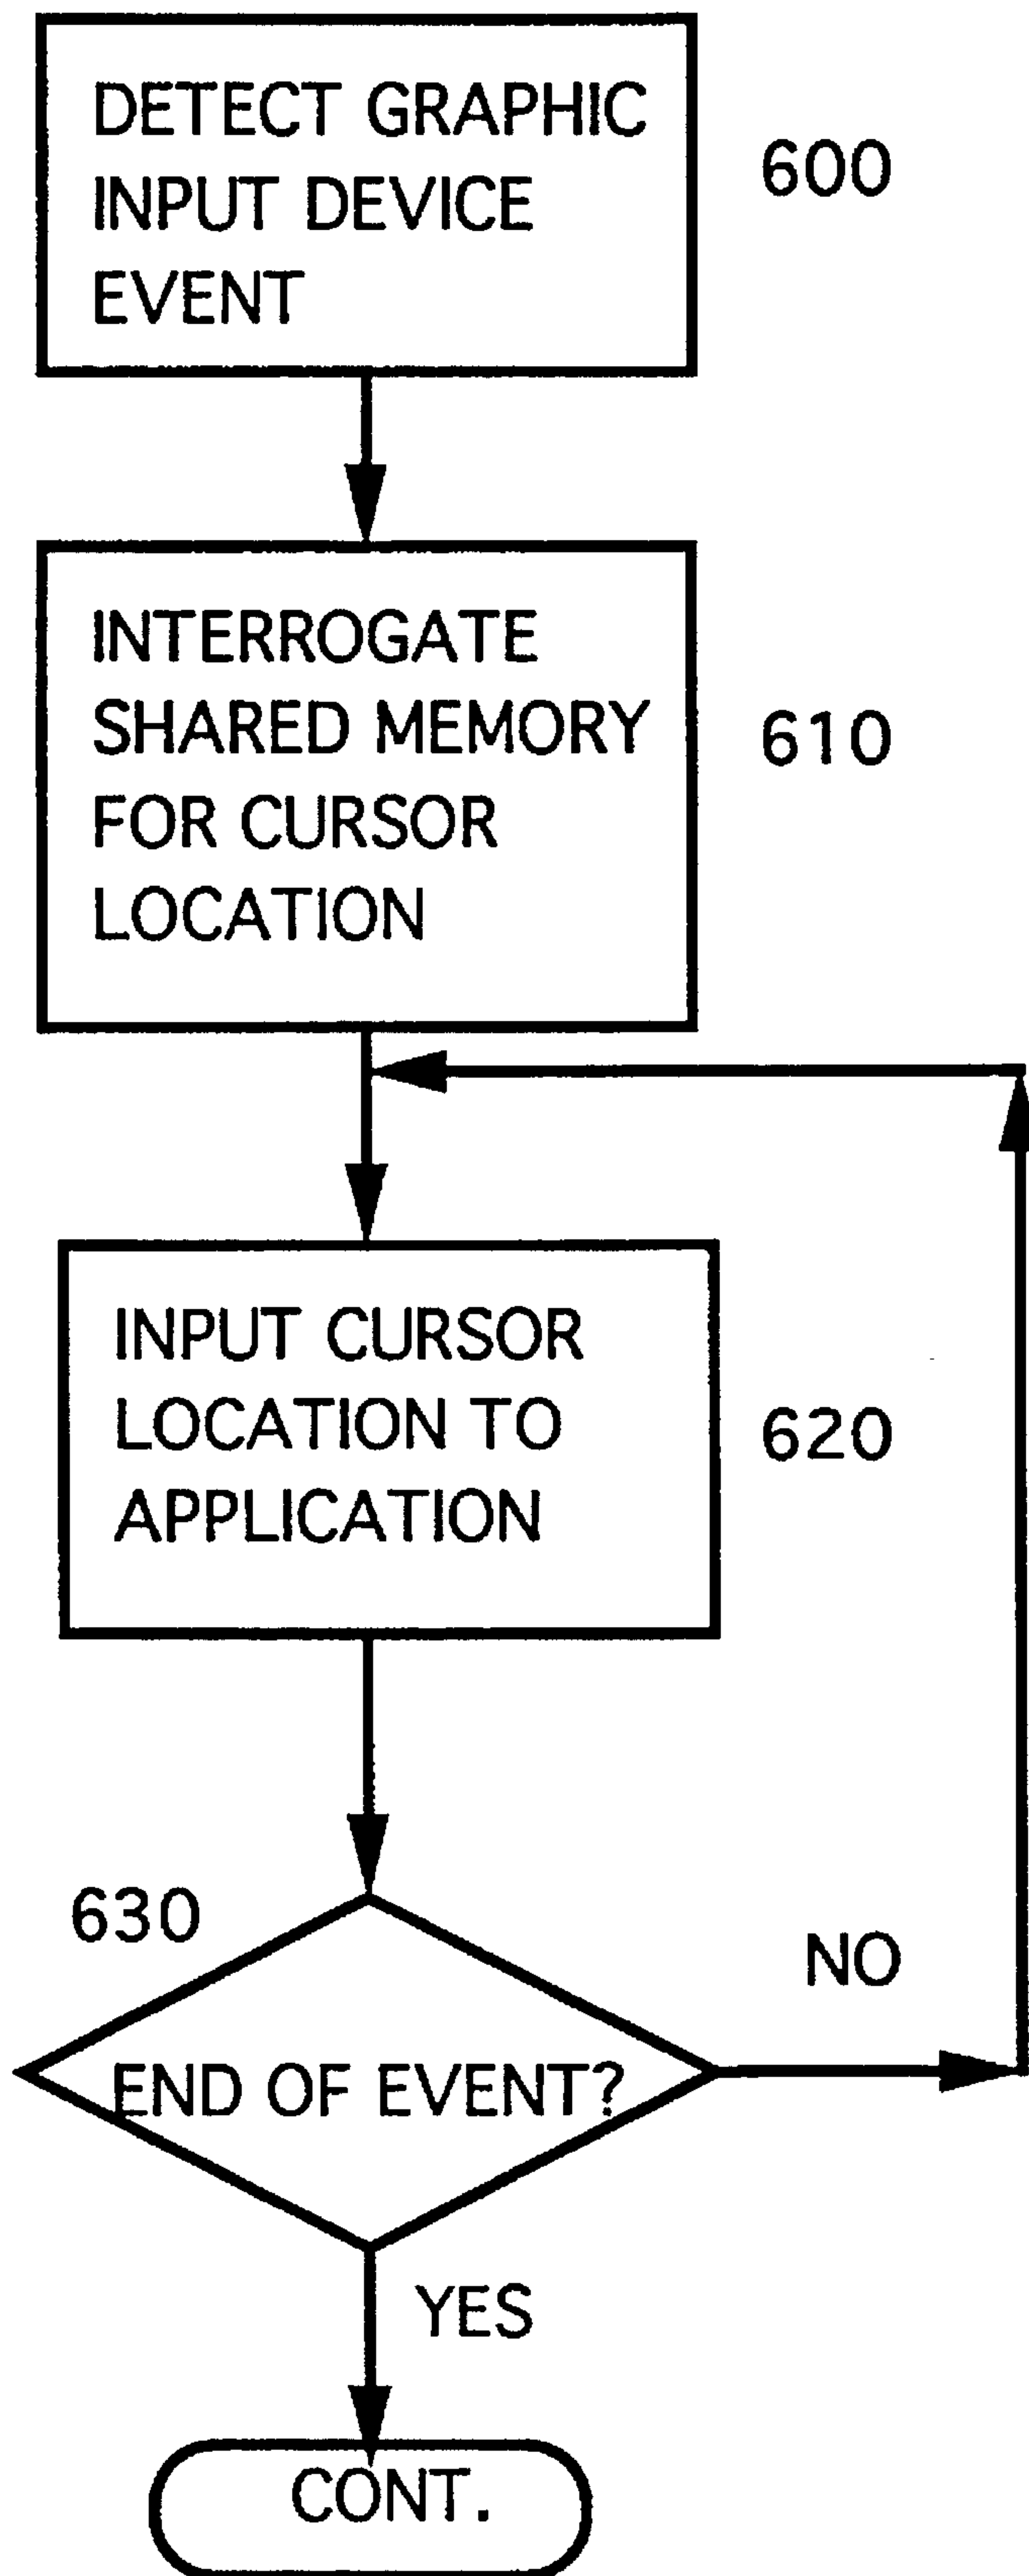 DETECT GRAPHIC
INPUT DEVICE
EVENT
600
INTERROGATE
SHARED MEMORY
FOR CURSOR
LOCATION
610
INPUT CURSOR
LOCATION TO
APPLICATION
620
630
NO
END OF EVENT?
YES
CONT.